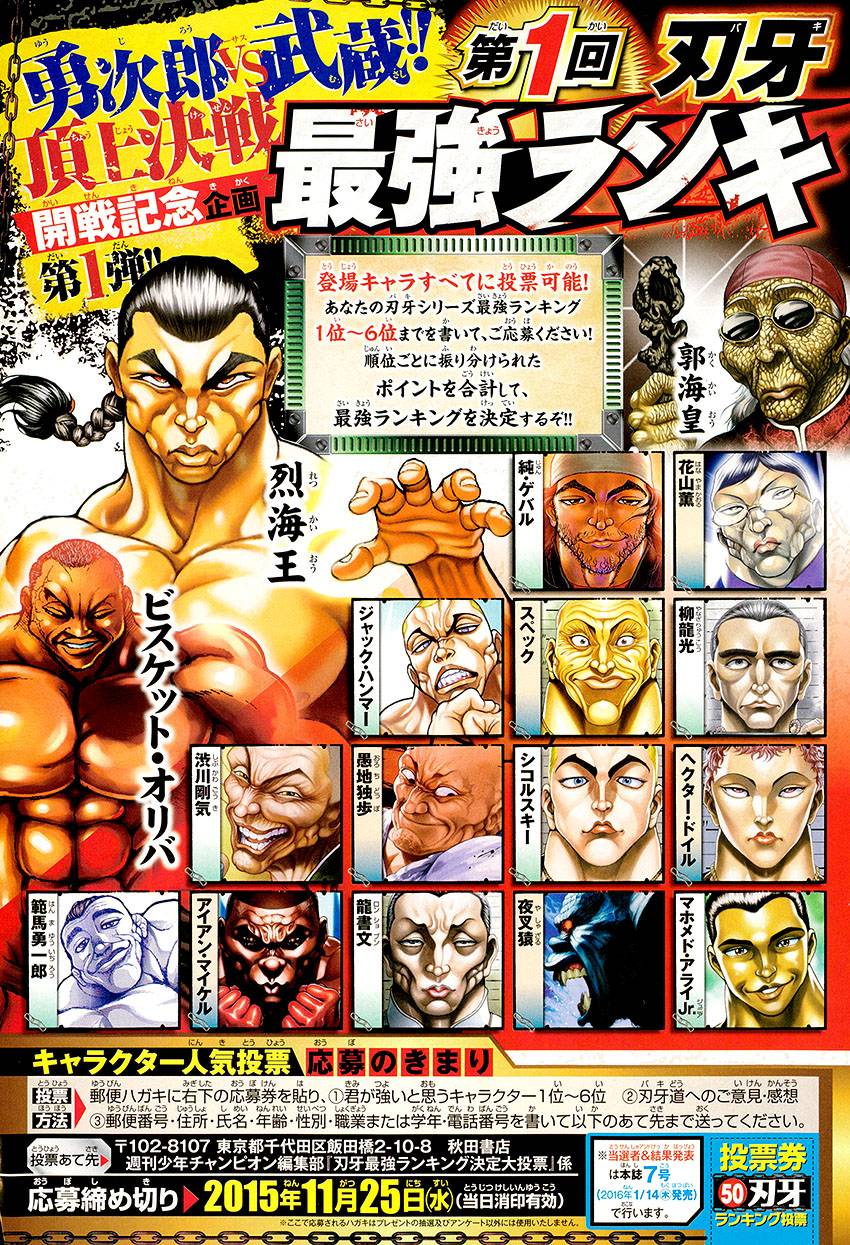 勇次郎VS武蔵!!
頂上決戦
開戦記念企画
第1弾!!
第1回 刃牙
最強ランキ
登場キャラすべてに投票可能!
あなたの刃牙シリーズ最強ランキング
1位〜6位までを書いて、ご応募ください!
順位ごとに振り分けられた
ポイントを合計して、
最強ランキングを決定するぞ!!
郭海皇
烈海王
ビスケット・オリバ
純・ゲバル
花山薫
ジャック・ハンマー
スペック
柳龍光
渋川剛気
愚地独歩
シコルスキー
ヘクター・ドイル
範馬勇一郎
アイアン・マイケル
龍書文
夜叉猿
マホメド・アライJr.
キャラクター人気投票 応募のきまり
投票方法
郵便ハガキに右下の応募券を貼り、①君が強いと思うキャラクター1位〜6位 ②刃牙道へのご意見・感想
③郵便番号・住所・氏名・年齢・性別・職業または学年・電話番号を書いて以下のあて先まで送ってください。
投票あて先
〒102-8107 東京都千代田区飯田橋2-10-8 秋田書店
週刊少年チャンピオン編集部『刃牙最強ランキング決定大投票』係
応募締め切り 2015年11月25日(水)(当日消印有効)
※ここで応募されるハガキはプレゼントの抽選及びアンケート以外には使用いたしません。
※当選者&結果発表
は本誌7号
(2016年1/14木発売)
で行います。
投票券
50 刃牙
ランキング投票